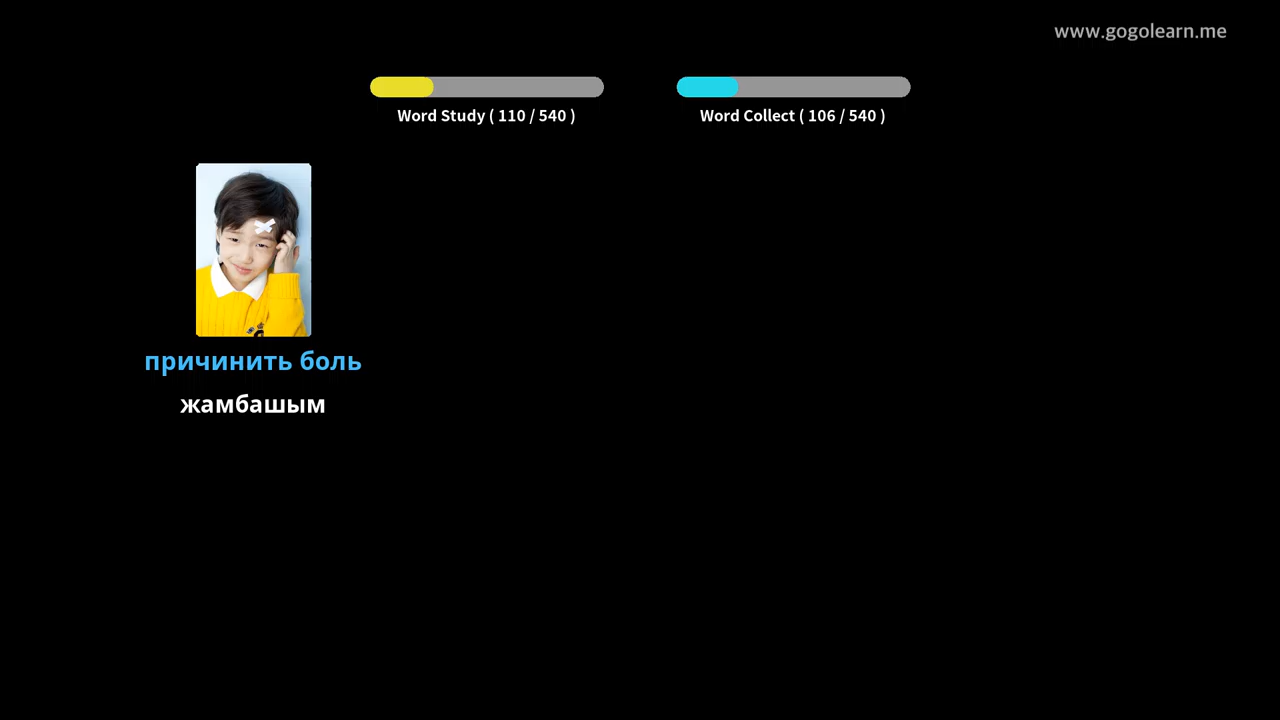 www.gogolearn.me
Word Study ( 110 / 540 )
Word Collect ( 106 / 540 )
причинить боль
жамбашым